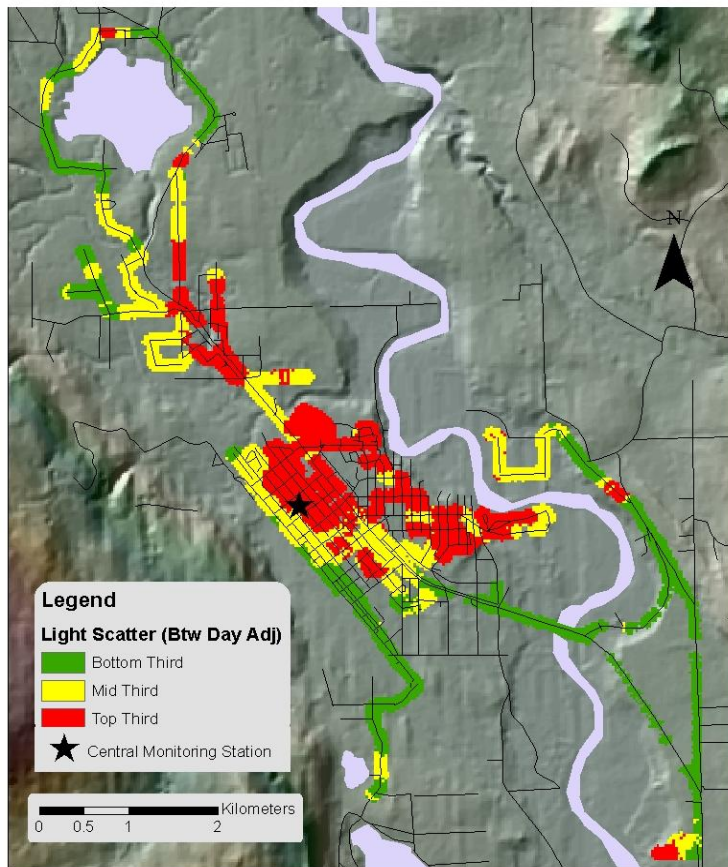 N
Legend
Light Scatter (Btw Day Adj)
Bottom Third
Mid Third
Top Third
Central Monitoring Station
Kilometers
0 0.5 1 2